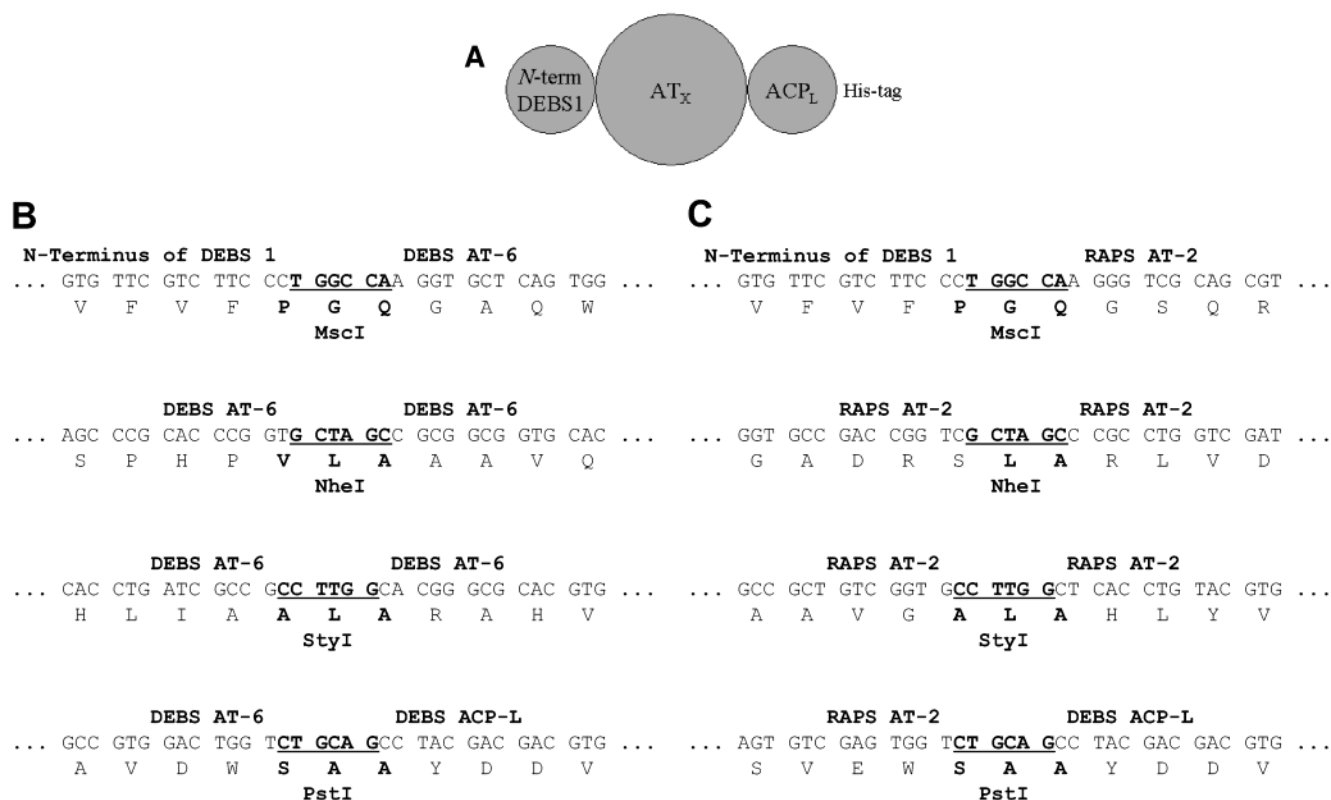 A
N-term
DEBS1
ATX
ACPL
His-tag
B
N-Terminus of DEBS 1 DEBS AT-6
... GTG TTC GTC TTC CCT GGC CAA GGT GCT CAG TGG ...
V F V F P G Q G A Q W
MscI
DEBS AT-6 DEBS AT-6
... AGC CCG CAC CCG GTG CTA GCC GCG GCG GTG CAC ...
S P H P V L A A A V Q
NheI
DEBS AT-6 DEBS AT-6
... CAC CTG ATC GCC GCC TTG GCA CGG GCG CAC GTG ...
H L I A A L A R A H V
StyI
DEBS AT-6 DEBS ACP-L
... GCC GTG GAC TGG TCT GCA GCC TAC GAC GAC GTG ...
A V D W S A A Y D D V
PstI
C
N-Terminus of DEBS 1 RAPS AT-2
... GTG TTC GTC TTC CCT GGC CAA GGG TCG CAG CGT ...
V F V F P G Q G S Q R
MscI
RAPS AT-2 RAPS AT-2
... GGT GCC GAC CGG TCG CTA GCC CGC CTG GTC GAT ...
G A D R S L A R L V D
NheI
RAPS AT-2 RAPS AT-2
... GCC GCT GTC GGT GCC TTG GCT CAC CTG TAC GTG ...
A A V G A L A H L Y V
StyI
RAPS AT-2 DEBS ACP-L
... AGT GTC GAG TGG TCT GCA GCC TAC GAC GAC GTG ...
S V E W S A A Y D D V
PstI